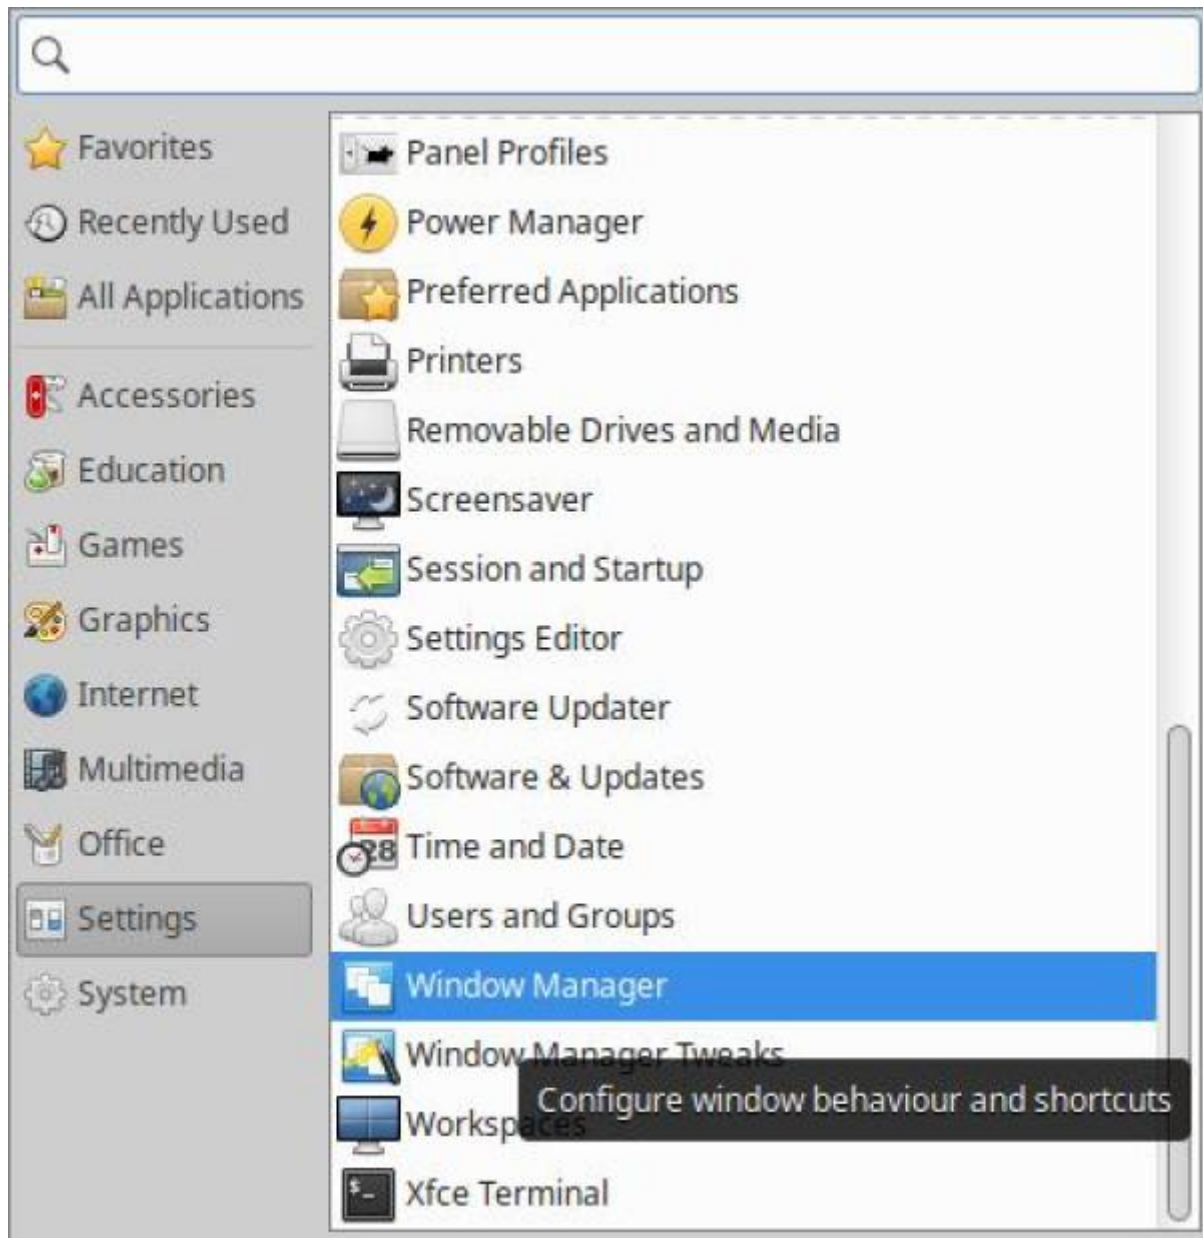 Favorites
Recently Used
All Applications
Accessories
Education
Games
Graphics
Internet
Multimedia
Office
Settings
System
Panel Profiles
Power Manager
Preferred Applications
Printers
Removable Drives and Media
Screensaver
Session and Startup
Settings Editor
Software Updater
Software & Updates
28
Time and Date
Users and Groups
Window Manager
Window Manager Tweaks
Configure window behaviour and shortcuts
Workspaces
$_
Xfce Terminal